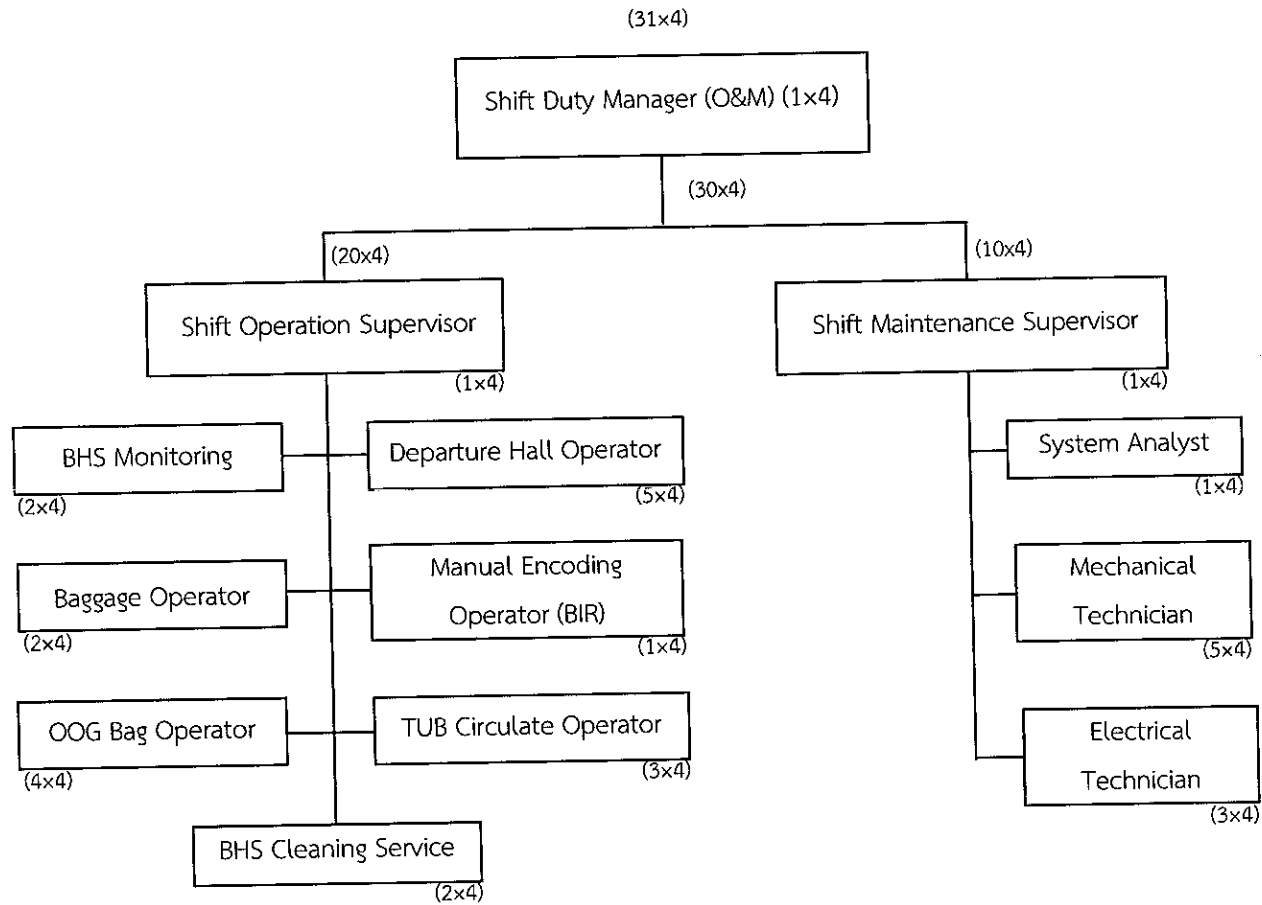 (31x4)
Shift Duty Manager (O&M) (1x4)
(30x4)
(20x4)
(10x4)
Shift Operation Supervisor
(1x4)
Shift Maintenance Supervisor
(1x4)
BHS Monitoring
(2x4)
Departure Hall Operator
(5x4)
System Analyst
(1x4)
Baggage Operator
(2x4)
Manual Encoding
Operator (BIR)
(1x4)
Mechanical
Technician
(5x4)
OOG Bag Operator
(4x4)
TUB Circulate Operator
(3x4)
Electrical
Technician
(3x4)
BHS Cleaning Service
(2x4)